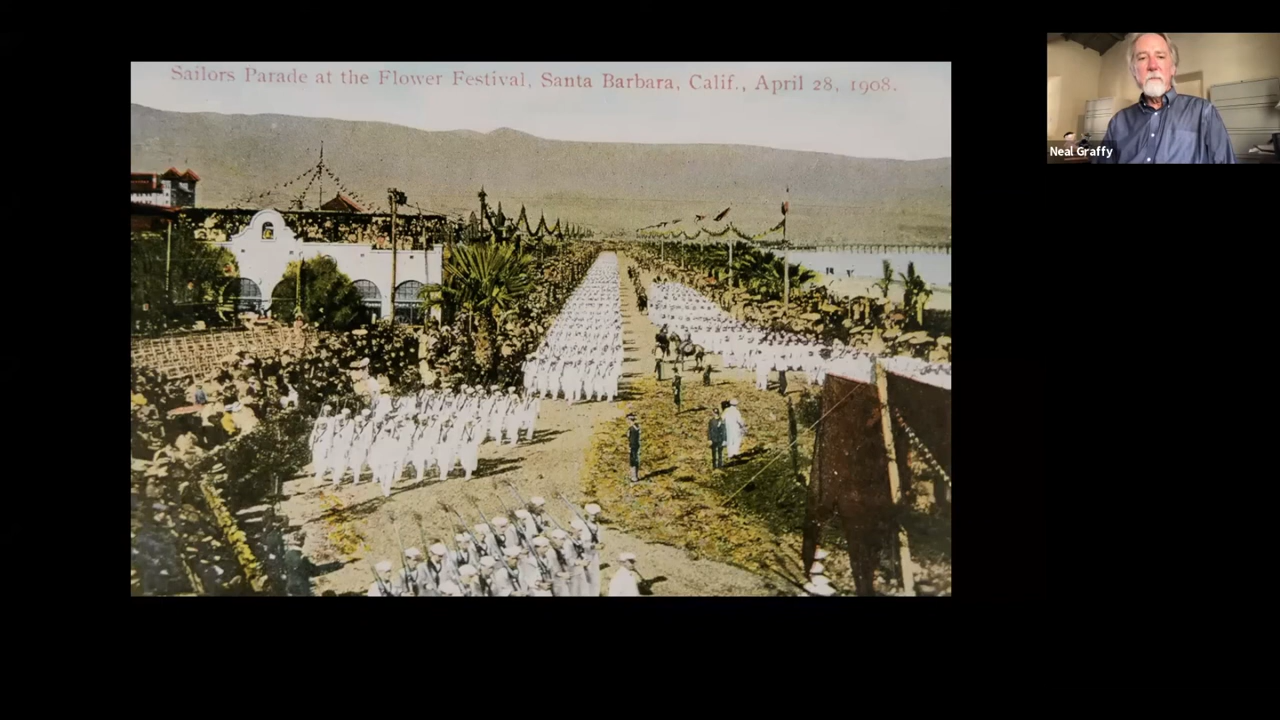 Sailors Parade at the Flower Festival, Santa Barbara, Calif., April 28, 1908.
Neal Graffy